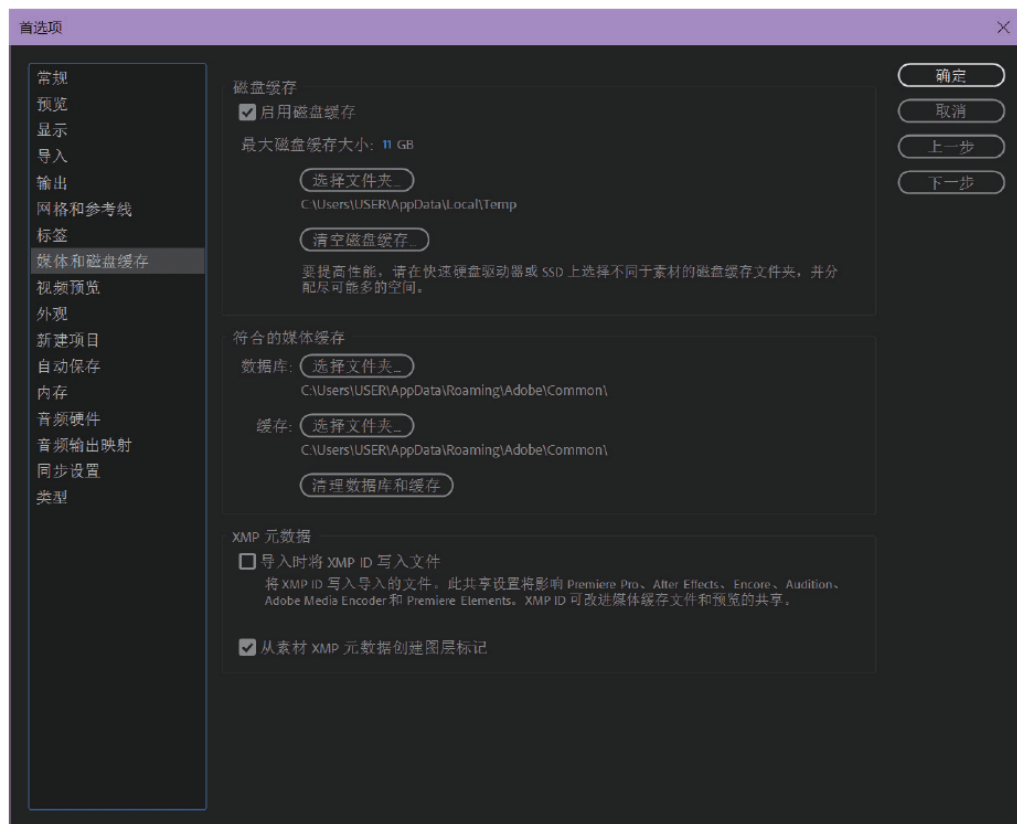 首选项
常规
预览
显示
导入
输出
网格和参考线
标签
媒体和磁盘缓存
视频预览
外观
新建项目
自动保存
内存
音频硬件
音频输出映射
同步设置
类型
磁盘缓存
启用磁盘缓存
最大磁盘缓存大小: 11 GB
选择文件夹...
C:\Users\USER\AppData\Local\Temp
清空磁盘缓存...
要提高性能，请在快速硬盘驱动器或 SSD 上选择不同于素材的磁盘缓存文件夹，并分
配尽可能多的空间。
符合的媒体缓存
数据库: 选择文件夹...
C:\Users\USER\AppData\Roaming\Adobe\Common\
缓存: 选择文件夹...
C:\Users\USER\AppData\Roaming\Adobe\Common\
清理数据库和缓存
XMP 元数据
导入时将 XMP ID 写入文件
将 XMP ID 写入导入的文件。此共享设置将影响 Premiere Pro、After Effects、Encore、Audition、
Adobe Media Encoder 和 Premiere Elements。XMP ID 可改进媒体缓存文件和预览的共享。
从素材 XMP 元数据创建图层标记
确定
取消
上一步
下一步